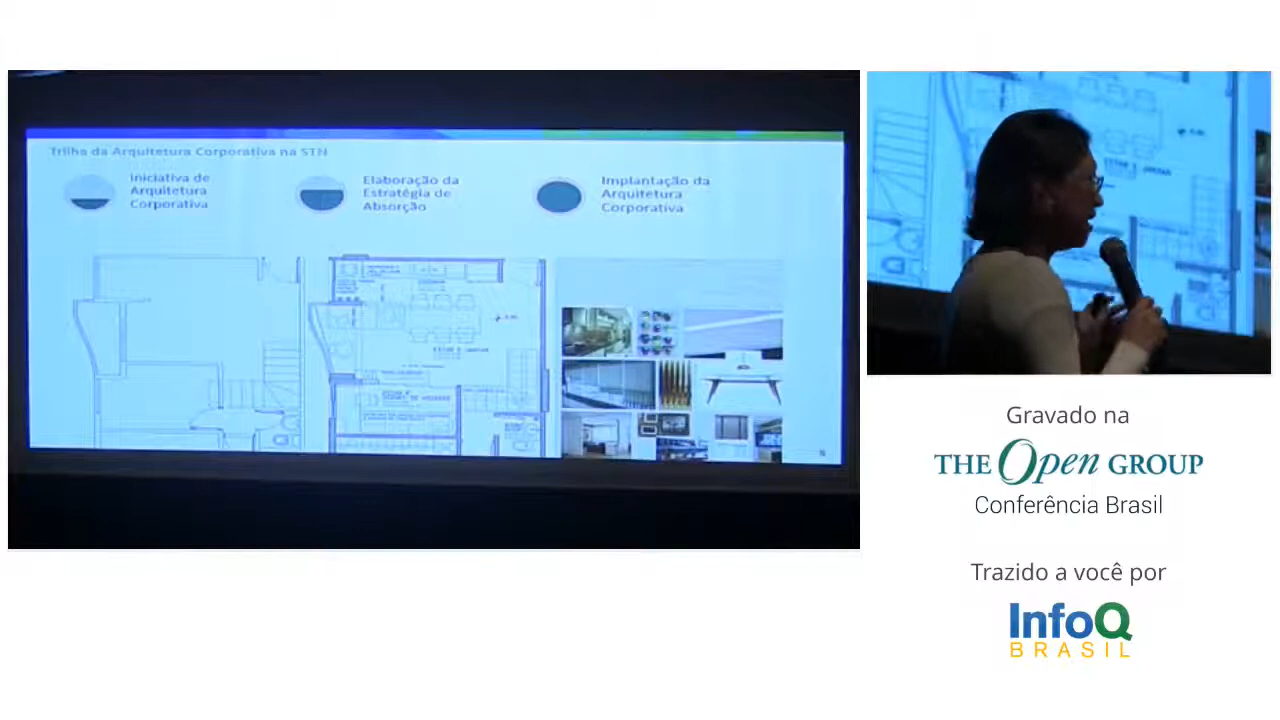 Trilha da Arquitetura Corporativa na STN
Iniciativa de
Arquitetura
Corporativa
Elaboração da
Estratégia de
Absorção
Implantação da
Arquitetura
Corporativa
Gravado na
THE Open GROUP
Conferência Brasil
Trazido a você por
InfoQ
BRASIL